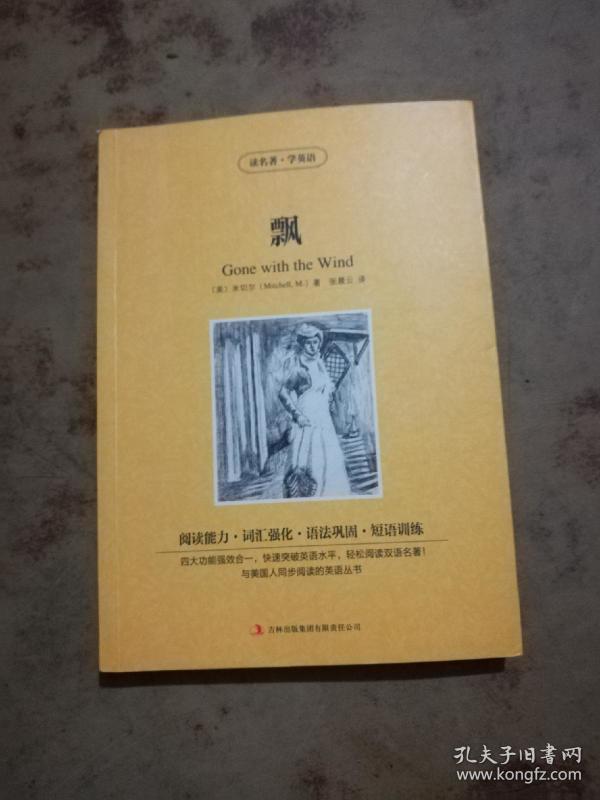 读名著·学英语
飘
Gone with the Wind
〔美〕米切尔（Mitchell, M.）著 张晨云 译
阅读能力·词汇强化·语法巩固·短语训练
四大功能强效合一，快速突破英语水平，轻松阅读双语名著！
与美国人同步阅读的英语丛书
吉林出版集团有限责任公司
孔夫子旧书网
www.kongfz.com